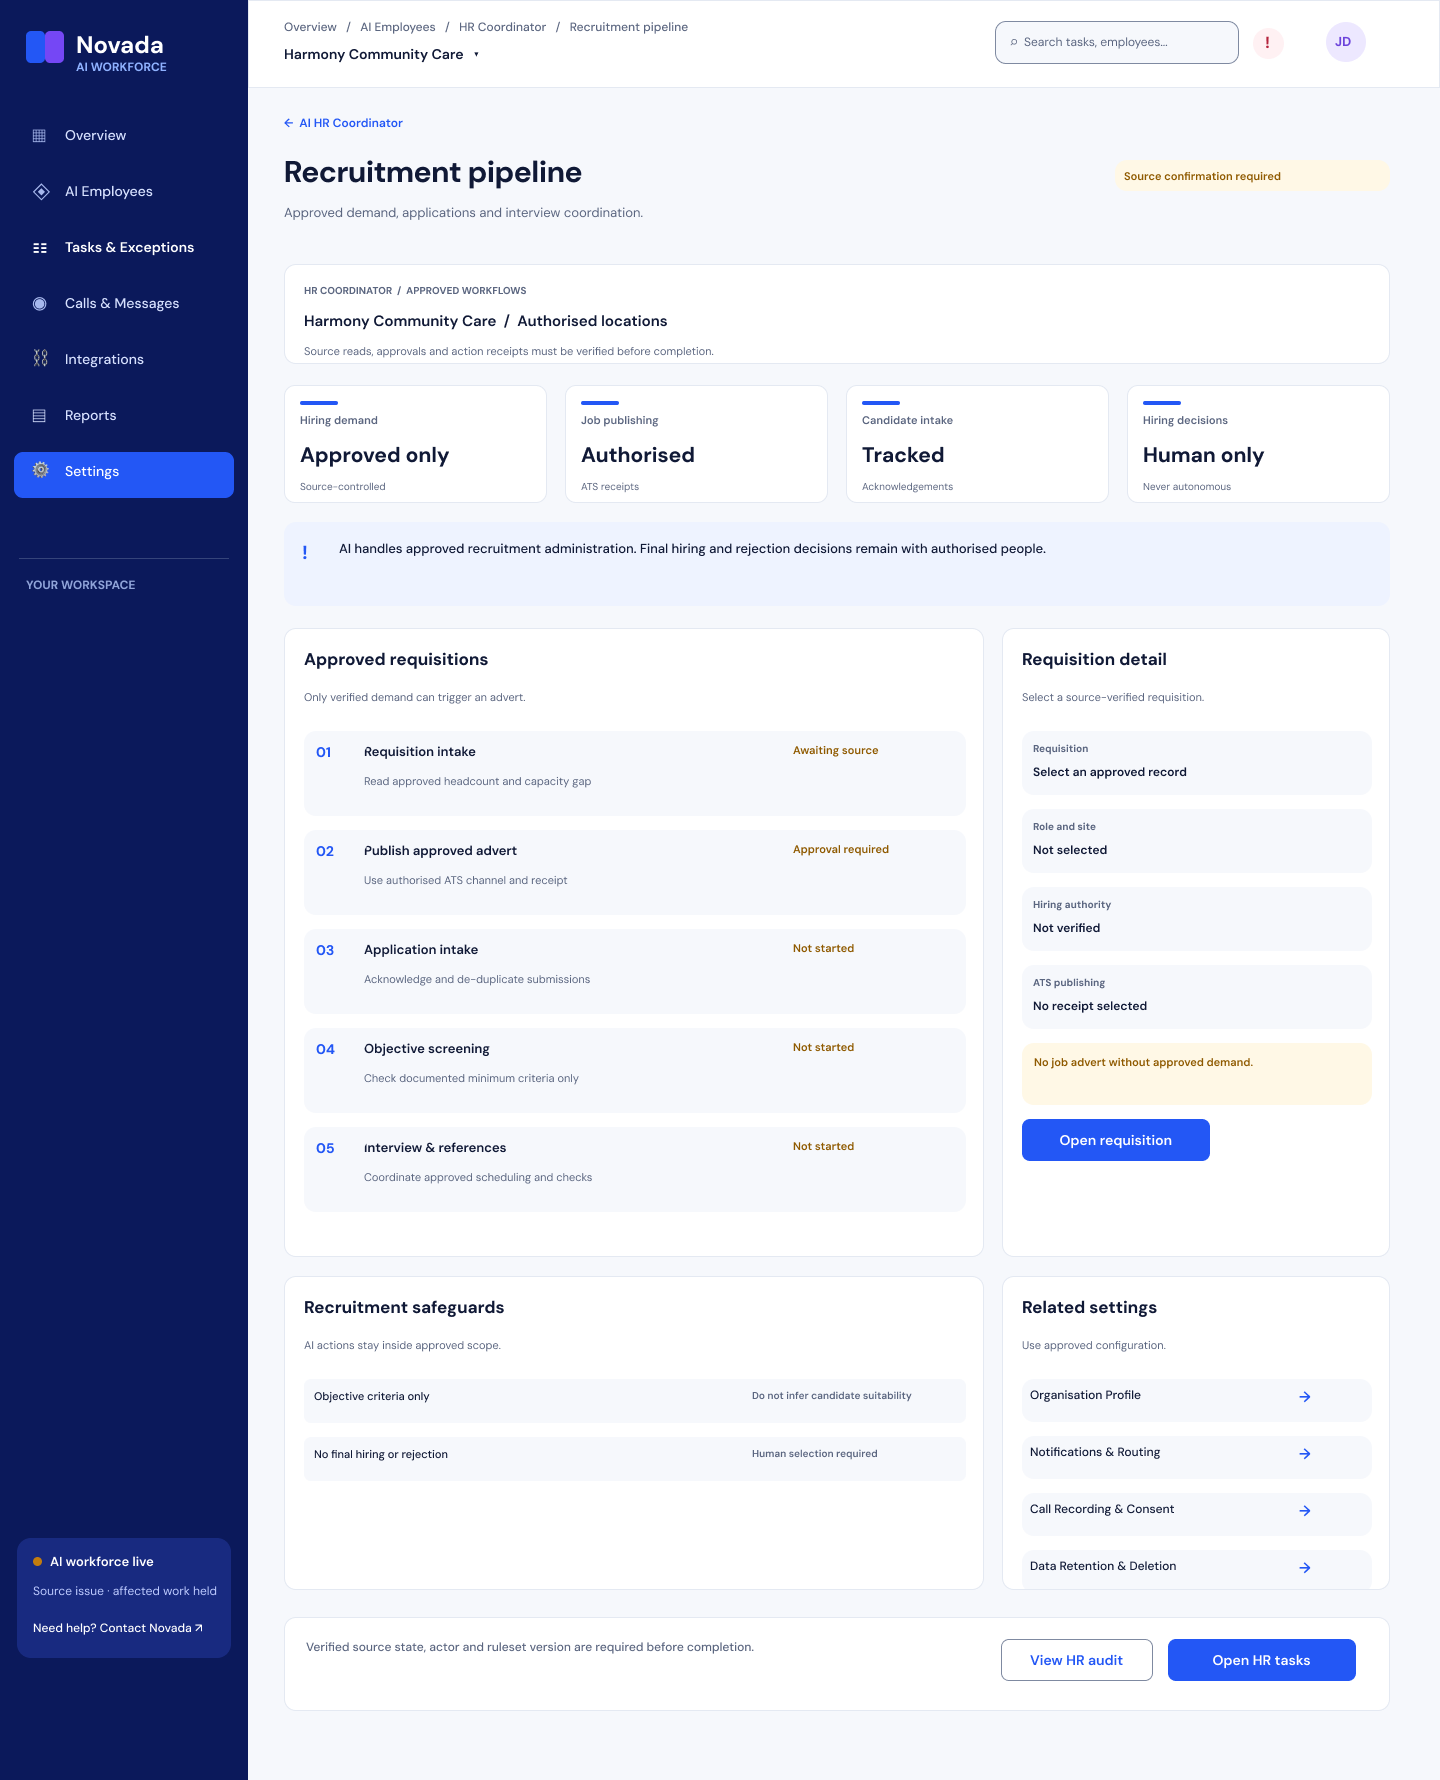 Novada
AI WORKFORCE
Overview
AI Employees
Tasks & Exceptions
Calls & Messages
Integrations
Reports
Settings
YOUR WORKSPACE
AI workforce live
Source issue · affected work held
Need help? Contact Novada ↗
Overview / AI Employees / HR Coordinator / Recruitment pipeline
Harmony Community Care ▾
Search tasks, employees...
!
JD
← AI HR Coordinator
Recruitment pipeline
Source confirmation required
Approved demand, applications and interview coordination.
HR COORDINATOR / APPROVED WORKFLOWS
Harmony Community Care / Authorised locations
Source reads, approvals and action receipts must be verified before completion.
Hiring demand
Approved only
Source-controlled
Job publishing
Authorised
ATS receipts
Candidate intake
Tracked
Acknowledgements
Hiring decisions
Human only
Never autonomous
! AI handles approved recruitment administration. Final hiring and rejection decisions remain with authorised people.
Approved requisitions
Only verified demand can trigger an advert.
01 Requisition intake Awaiting source
Read approved headcount and capacity gap
02 Publish approved advert Approval required
Use authorised ATS channel and receipt
03 Application intake Not started
Acknowledge and de-duplicate submissions
04 Objective screening Not started
Check documented minimum criteria only
05 Interview & references Not started
Coordinate approved scheduling and checks
Requisition detail
Select a source-verified requisition.
Requisition
Select an approved record
Role and site
Not selected
Hiring authority
Not verified
ATS publishing
No receipt selected
No job advert without approved demand.
Open requisition
Recruitment safeguards
AI actions stay inside approved scope.
Objective criteria only Do not infer candidate suitability
No final hiring or rejection Human selection required
Related settings
Use approved configuration.
Organisation Profile →
Notifications & Routing →
Call Recording & Consent →
Data Retention & Deletion →
Verified source state, actor and ruleset version are required before completion.
View HR audit
Open HR tasks